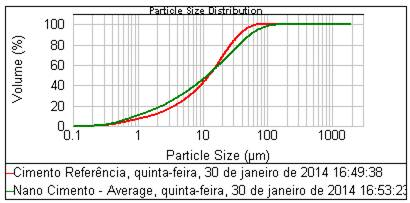 Particle Size Distribution
100
80
60
40
20
0
Volume (%)
0.1 1 10 100 1000
Particle Size (µm)
Cimento Referência, quinta-feira, 30 de janeiro de 2014 16:49:38
Nano Cimento - Average, quinta-feira, 30 de janeiro de 2014 16:53:23